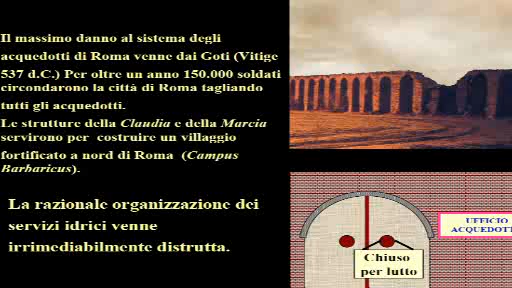 Il massimo danno al sistema degli
acquedotti di Roma venne dai Goti (Vitige
537 d.C.) Per oltre un anno 150.000 soldati
circondarono la città di Roma tagliando
tutti gli acquedotti.
Le strutture della Claudia e della Marcia
servirono per costruire un villaggio
fortificato a nord di Roma (Campus
Barbaricus).
La razionale organizzazione dei
servizi idrici venne
irrimediabilmente distrutta.
UFFICIO
ACQUEDOTTI
Chiuso
per lutto